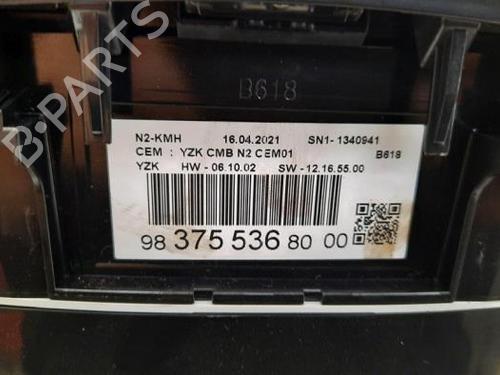 B618
N2-KMH 16.04.2021 SN1- 1340941
CEM : YZK CMB N2 CEM01 B618
YZK HW - 06.10.02 SW - 12.16.55.00
98 375 536 80 00
B-PARTS